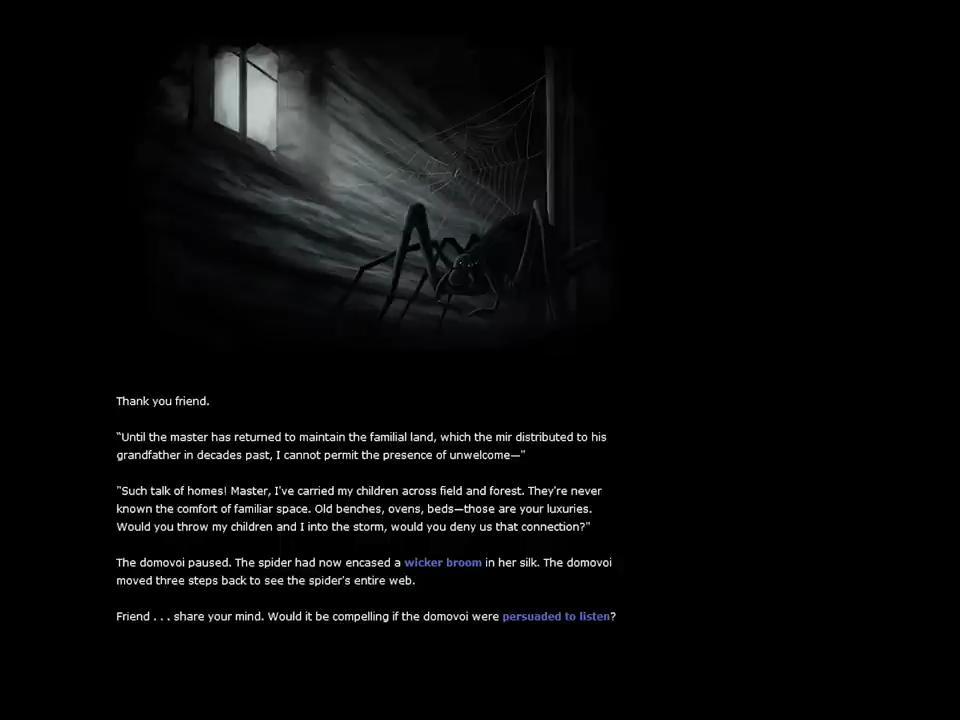 Thank you friend.
“Until the master has returned to maintain the familial land, which the mir distributed to his
grandfather in decades past, I cannot permit the presence of unwelcome—"
"Such talk of homes! Master, I've carried my children across field and forest. They're never
known the comfort of familiar space. Old benches, ovens, beds—those are your luxuries.
Would you throw my children and I into the storm, would you deny us that connection?"
The domovoi paused. The spider had now encased a wicker broom in her silk. The domovoi
moved three steps back to see the spider's entire web.
Friend . . . share your mind. Would it be compelling if the domovoi were persuaded to listen?